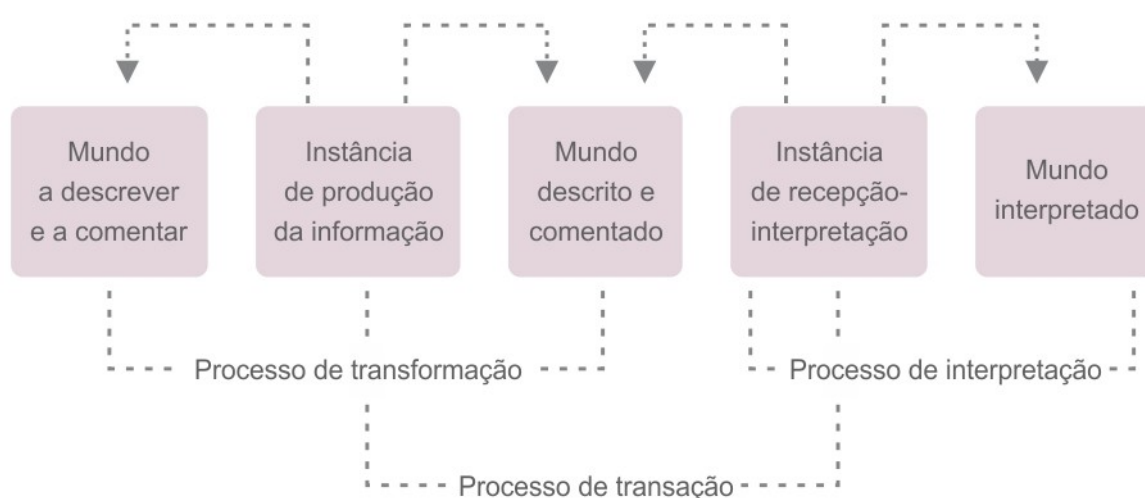 Mundo
a descrever
e a comentar
Instância
de produção
da informação
Mundo
descrito e
comentado
Instância
de recepção-
interpretação
Mundo
interpretado
Processo de transformação
Processo de interpretação
Processo de transação